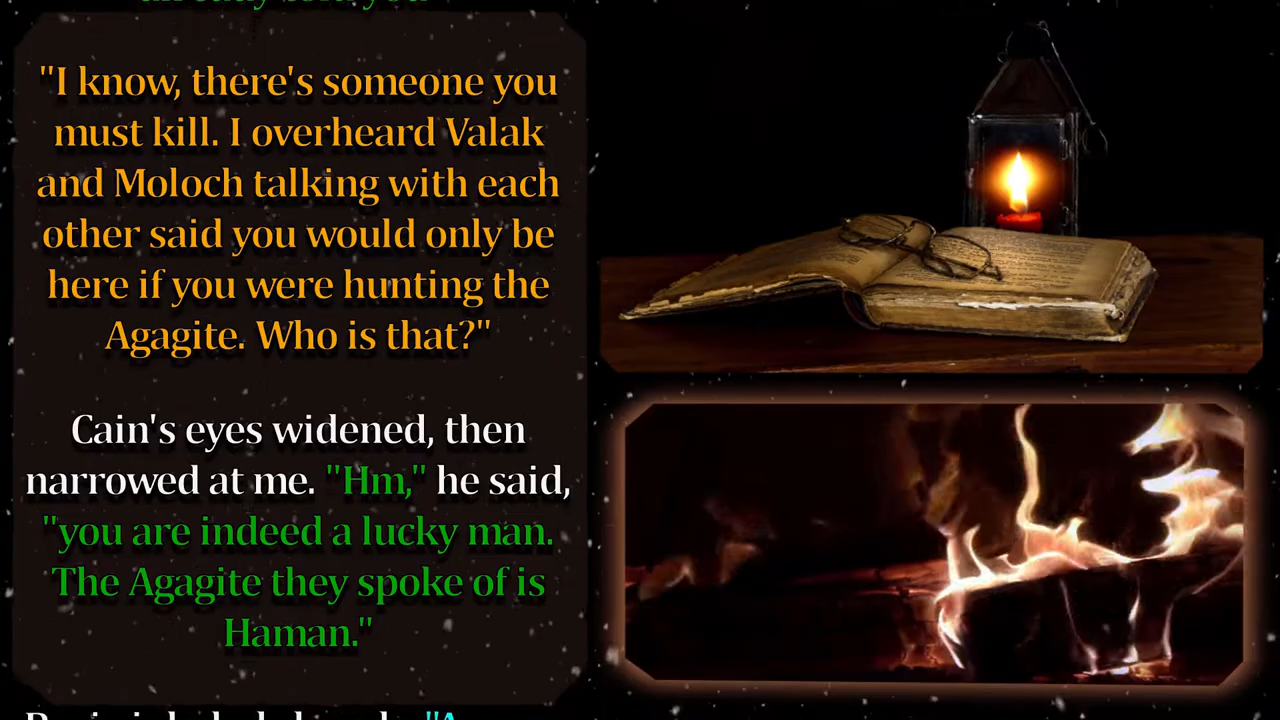 "I know, there's someone you
must kill. I overheard Valak
and Moloch talking with each
other said you would only be
here if you were hunting the
Agagite. Who is that?"
Cain's eyes widened, then
narrowed at me. "Hm," he said,
"you are indeed a lucky man.
The Agagite they spoke of is
Haman."